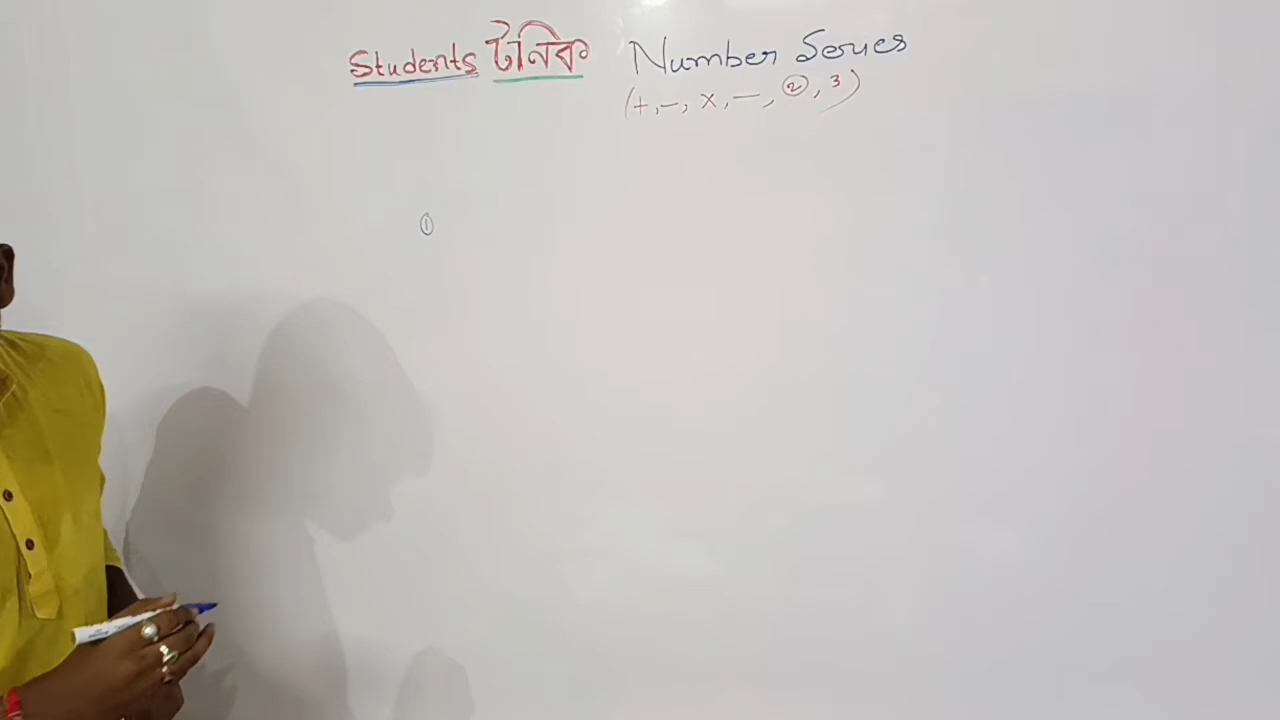 Students টনিক Number Series
(+, -, x, -, ②, 3)
①